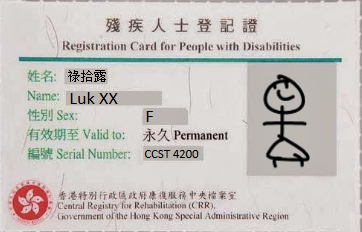 殘疾人士登記證
Registration Card for People with Disabilities
姓名: 祿拾露
Name: Luk XX
性別 Sex: F
有效期至 Valid to: 永久 Permanent
編號 Serial Number: CCST 4200
香港特別行政區政府康復服務中央檔案室
Central Registry for Rehabilitation (CRR),
Government of the Hong Kong Special Administrative Region